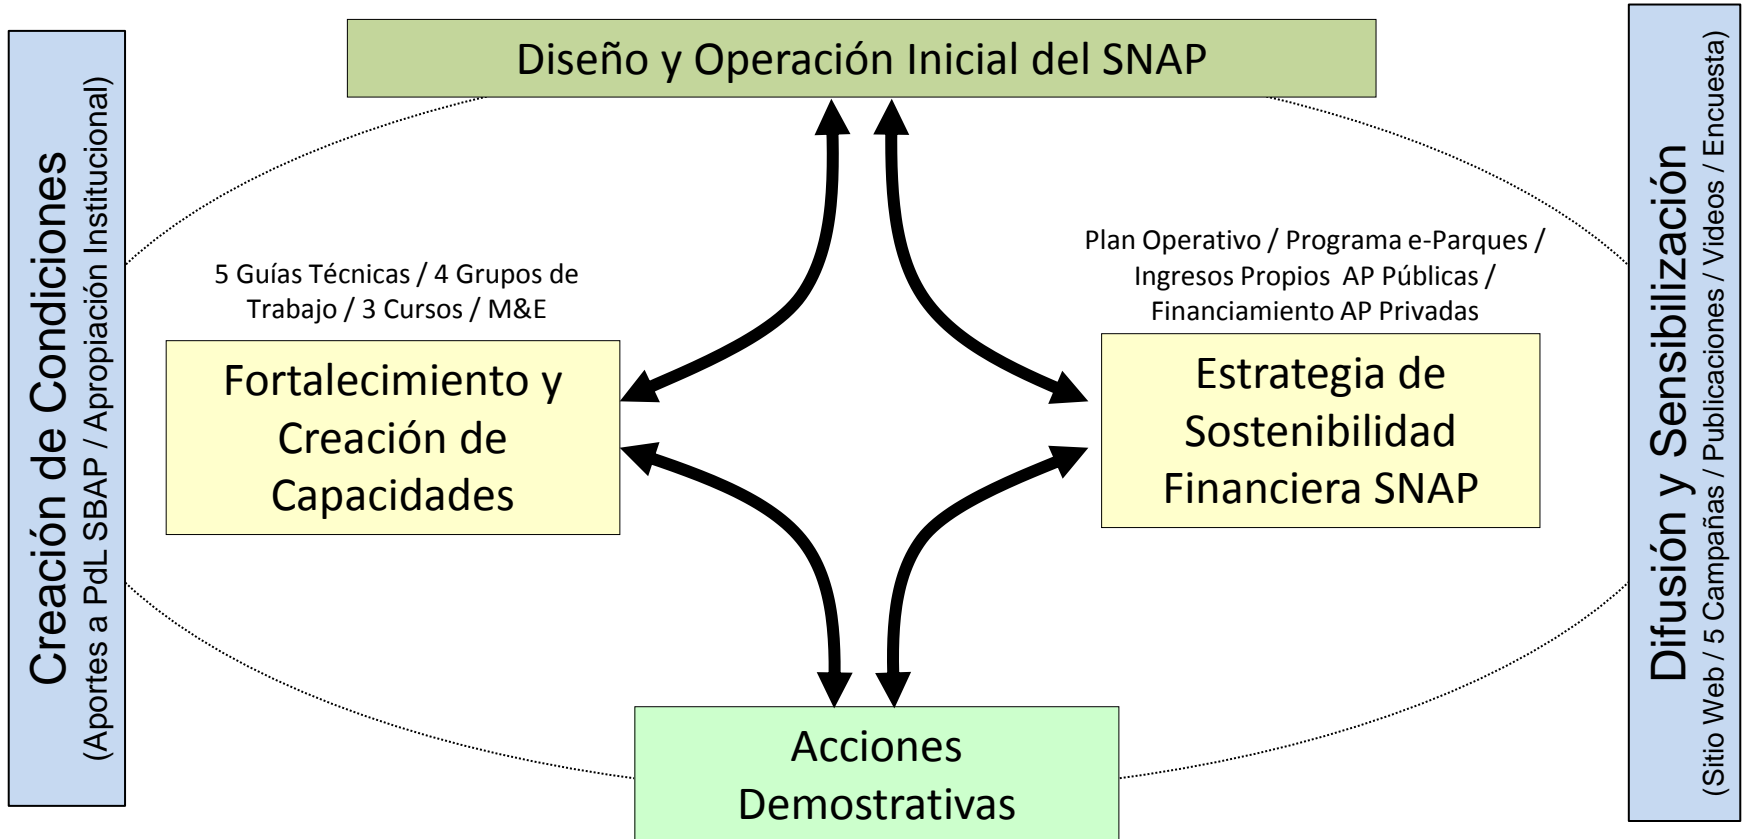 Diseño y Operación Inicial del SNAP
Creación de Condiciones
(Aportes a PdL SBAP / Apropiación Institucional)
5 Guías Técnicas / 4 Grupos de
Trabajo / 3 Cursos / M&E
Fortalecimiento y
Creación de
Capacidades
Plan Operativo / Programa e-Parques /
Ingresos Propios  AP Públicas /
Financiamiento AP Privadas
Estrategia de
Sostenibilidad
Financiera SNAP
Difusión y Sensibilización
(Sitio Web / 5 Campañas / Publicaciones / Videos / Encuesta)
Acciones
Demostrativas